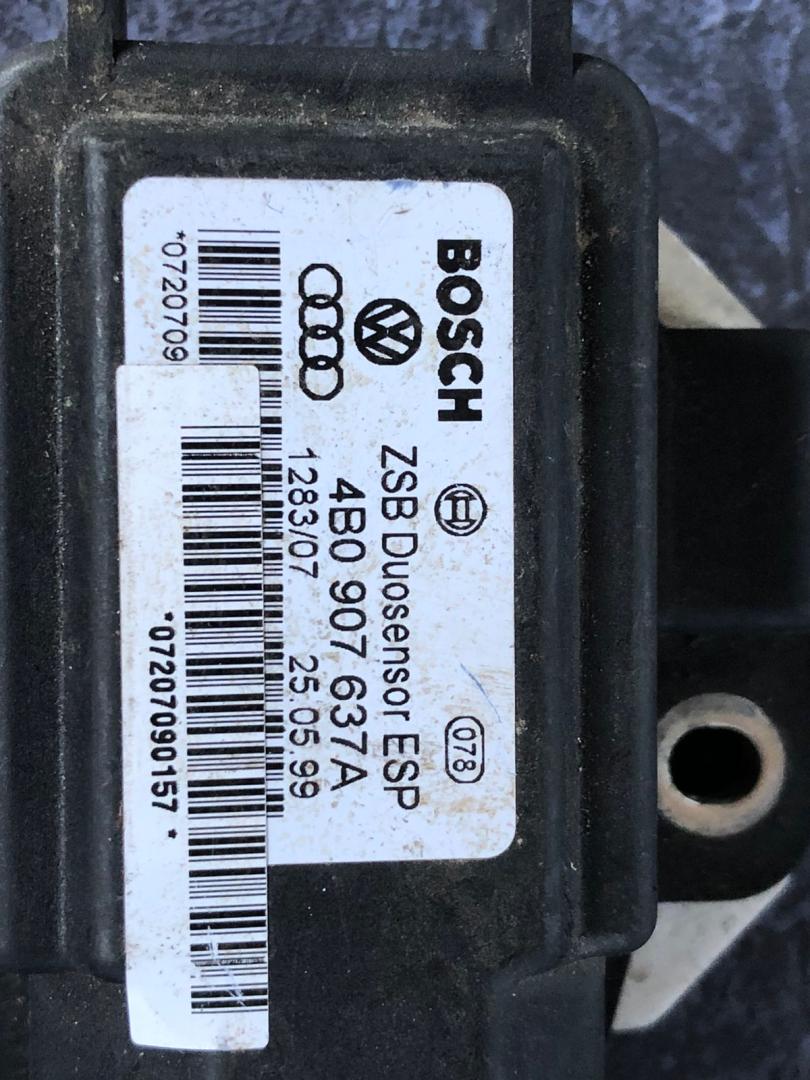 BOSCH
078
ZSB Duosensor ESP
4B0 907 637A
1283/07 25.05.99
*0720709
*07207090157*